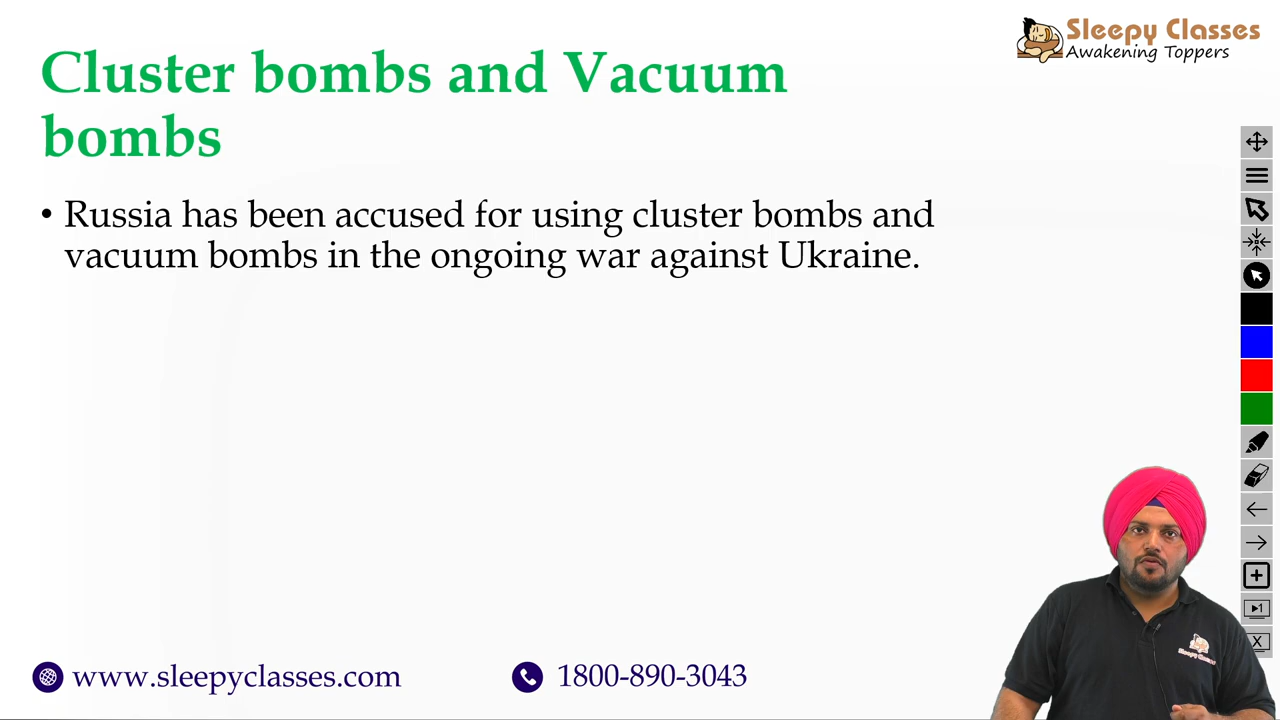 Sleepy Classes
Awakening Toppers
Cluster bombs and Vacuum
bombs
• Russia has been accused for using cluster bombs and
vacuum bombs in the ongoing war against Ukraine.
www.sleepyclasses.com
1800-890-3043